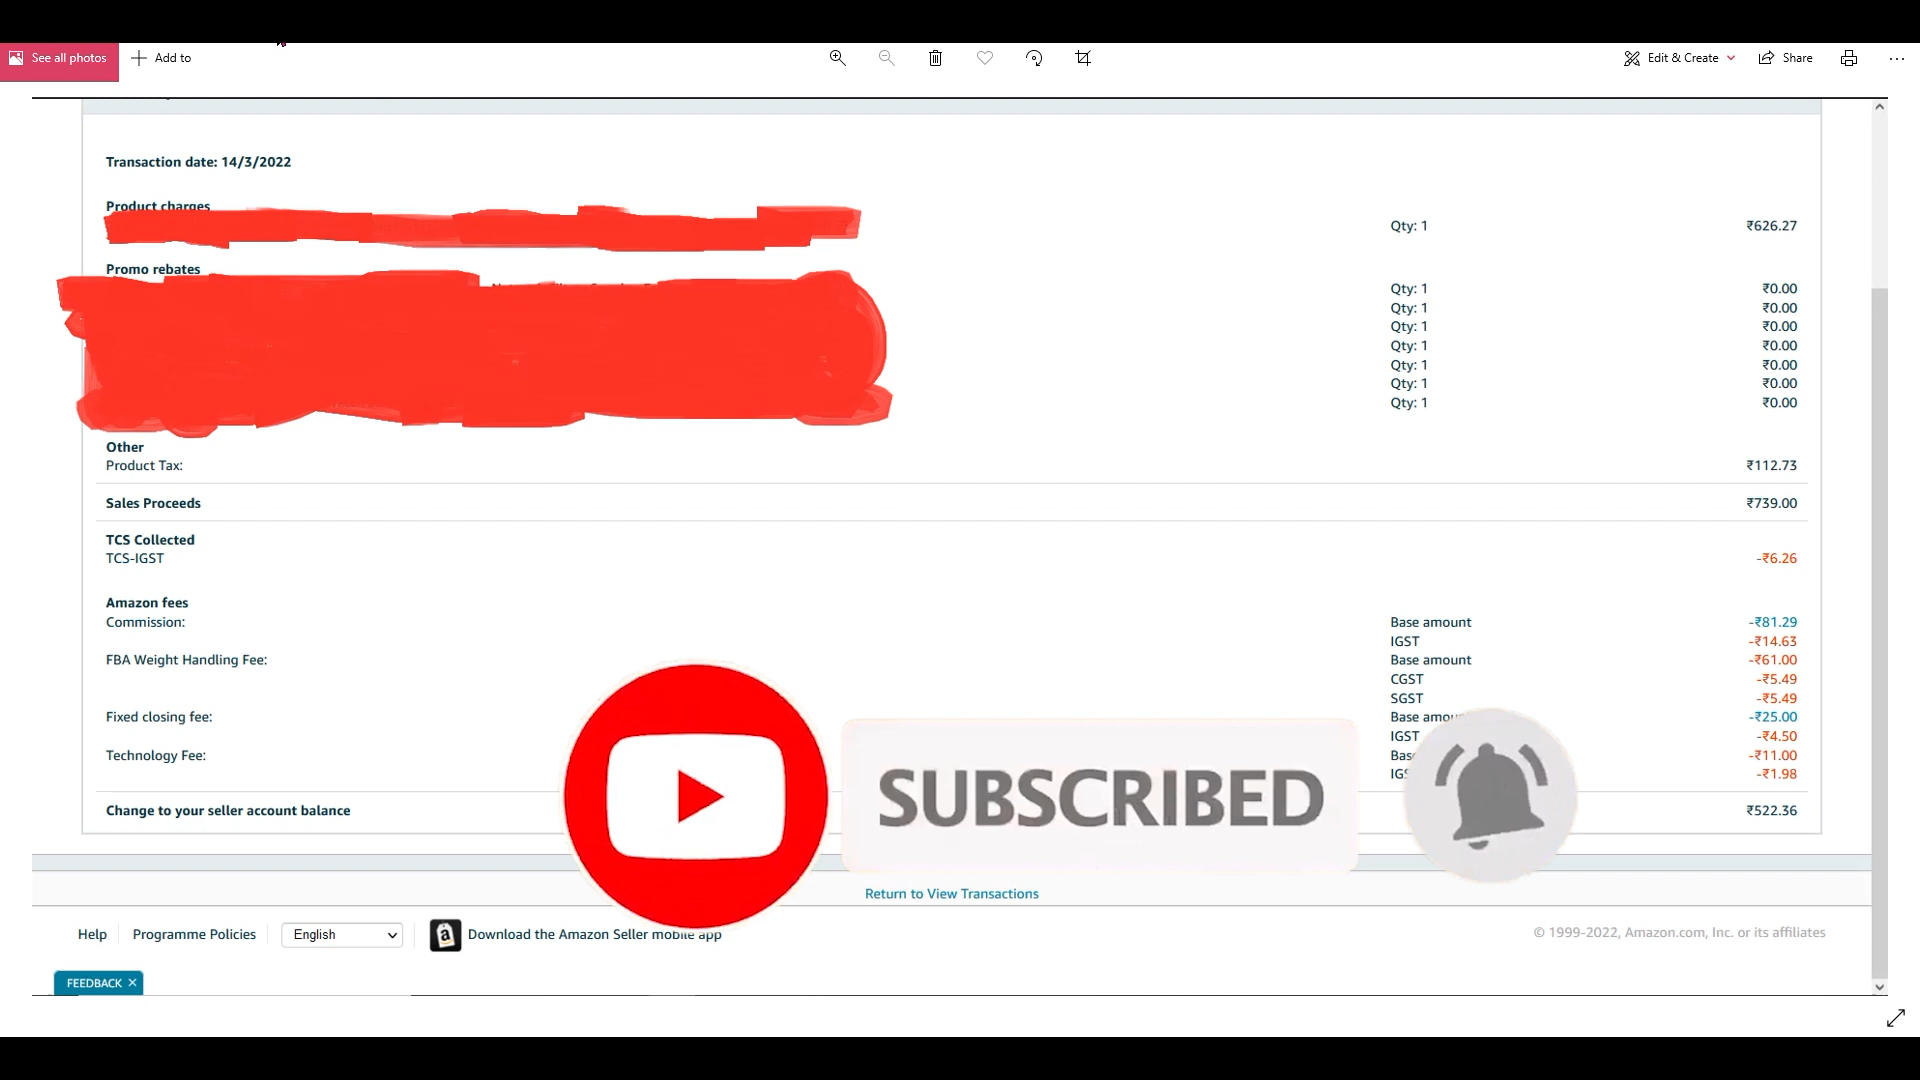 See all photos
Add to
Edit & Create
Share
Transaction date: 14/3/2022
Product charges
Qty: 1 ₹626.27
Promo rebates
Qty: 1 ₹0.00
Qty: 1 ₹0.00
Qty: 1 ₹0.00
Qty: 1 ₹0.00
Qty: 1 ₹0.00
Qty: 1 ₹0.00
Qty: 1 ₹0.00
Other
Product Tax: ₹112.73
Sales Proceeds ₹739.00
TCS Collected
TCS-IGST -₹6.26
Amazon fees
Commission: Base amount -₹81.29
IGST -₹14.63
FBA Weight Handling Fee: Base amount -₹61.00
CGST -₹5.49
SGST -₹5.49
Fixed closing fee: Base -₹25.00
IGST -₹4.50
Technology Fee: -₹11.00
-₹1.98
SUBSCRIBED
Change to your seller account balance ₹522.36
Return to View Transactions
Help Programme Policies English Download the Amazon Seller mobile app
© 1999-2022, Amazon.com, Inc. or its affiliates
FEEDBACK ×